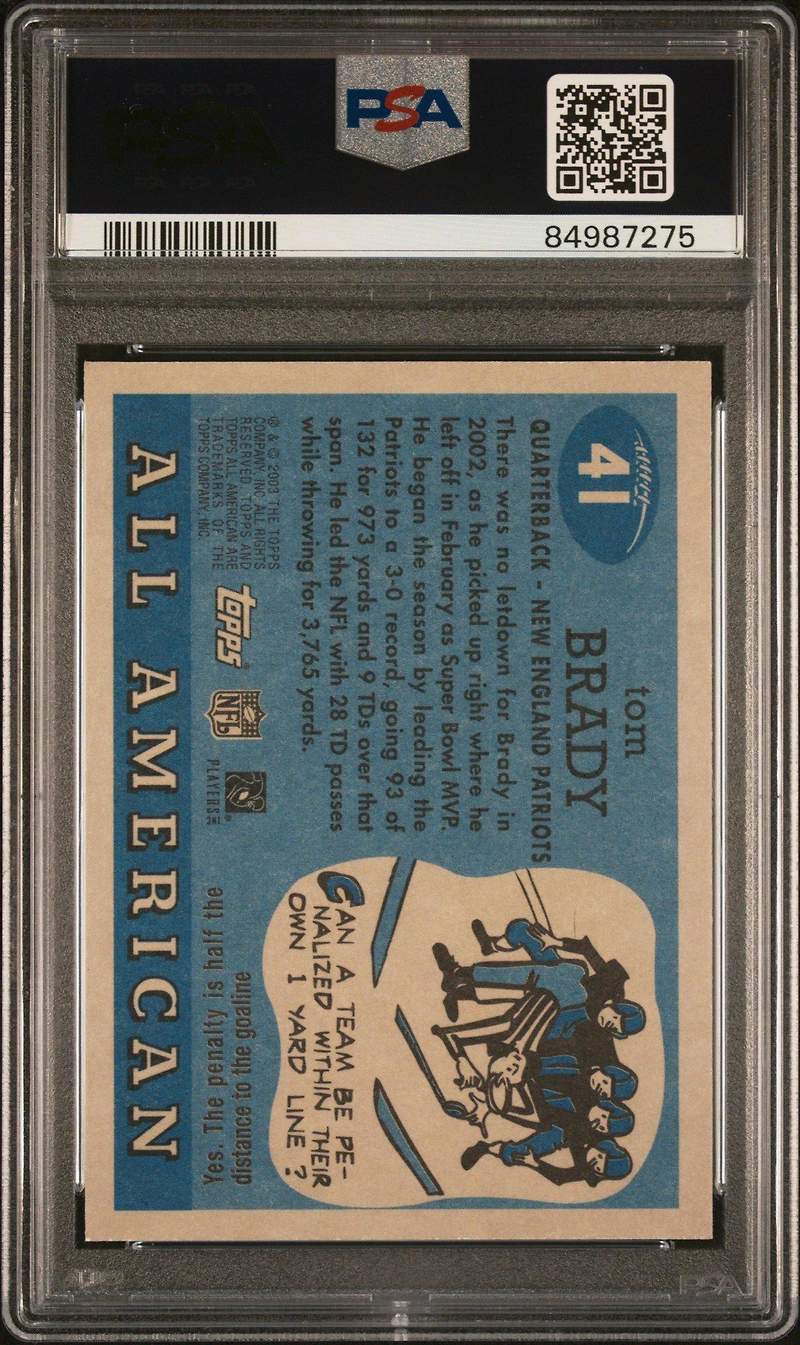 PSA
84987275
41
tom
BRADY
QUARTERBACK - NEW ENGLAND PATRIOTS
There was no letdown for Brady in
2002, as he picked up right where he
left off in February as Super Bowl MVP.
He began the season by leading the
Patriots to a 3-0 record, going 93 of
132 for 973 yards and 9 TDs over that
span. He led the NFL with 28 TD passes
while throwing for 3,765 yards.
® & © 2003 THE TOPPS
COMPANY, INC. ALL RIGHTS
RESERVED. TOPPS AND
TOPPS ALL AMERICAN ARE
TRADEMARKS OF THE
TOPPS COMPANY, INC.
topps
NFL
PLAYERS INC
CAN A TEAM BE PE-
NALIZED WITHIN THEIR
OWN 1 YARD LINE?
Yes. The penalty is half the
distance to the goaline
ALL AMERICAN
PSA